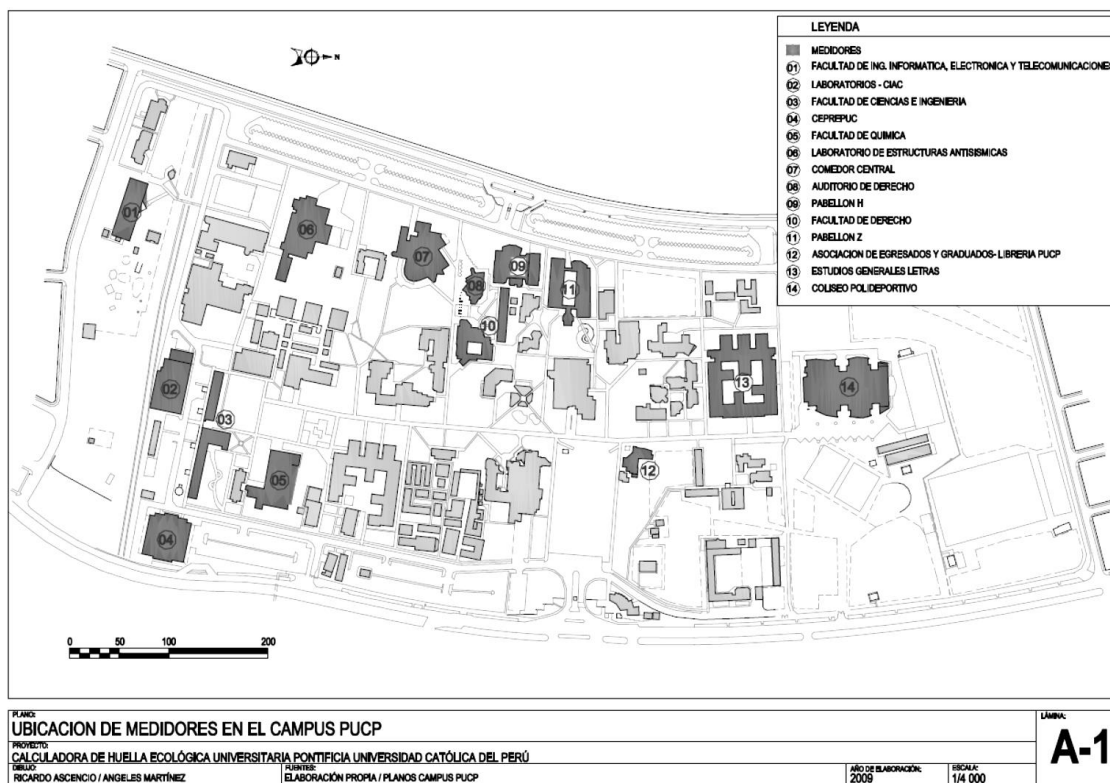 N
LEYENDA
MEDIDORES
01 FACULTAD DE ING. INFORMATICA, ELECTRONICA Y TELECOMUNICACIONES
02 LABORATORIOS - CIAC
03 FACULTAD DE CIENCIAS E INGENIERIA
04 CEPREPUC
05 FACULTAD DE QUIMICA
06 LABORATORIO DE ESTRUCTURAS ANTISISMICAS
07 COMEDOR CENTRAL
08 AUDITORIO DE DERECHO
09 PABELLON H
10 FACULTAD DE DERECHO
11 PABELLON Z
12 ASOCIACION DE EGRESADOS Y GRADUADOS- LIBRERIA PUCP
13 ESTUDIOS GENERALES LETRAS
14 COLISEO POLIDEPORTIVO
01
06
07
09
08
11
10
02
13
14
03
12
05
04
0 50 100 200
PLANO:
UBICACION DE MEDIDORES EN EL CAMPUS PUCP
PROYECTO:
CALCULADORA DE HUELLA ECOLÓGICA UNIVERSITARIA PONTIFICIA UNIVERSIDAD CATÓLICA DEL PERÚ
DIBUJO:
RICARDO ASCENCIO / ANGELES MARTÍNEZ
FUENTES:
ELABORACIÓN PROPIA / PLANOS CAMPUS PUCP
AÑO DE ELABORACIÓN:
2009
ESCALA:
1/4 000
LÁMINA:
A-1